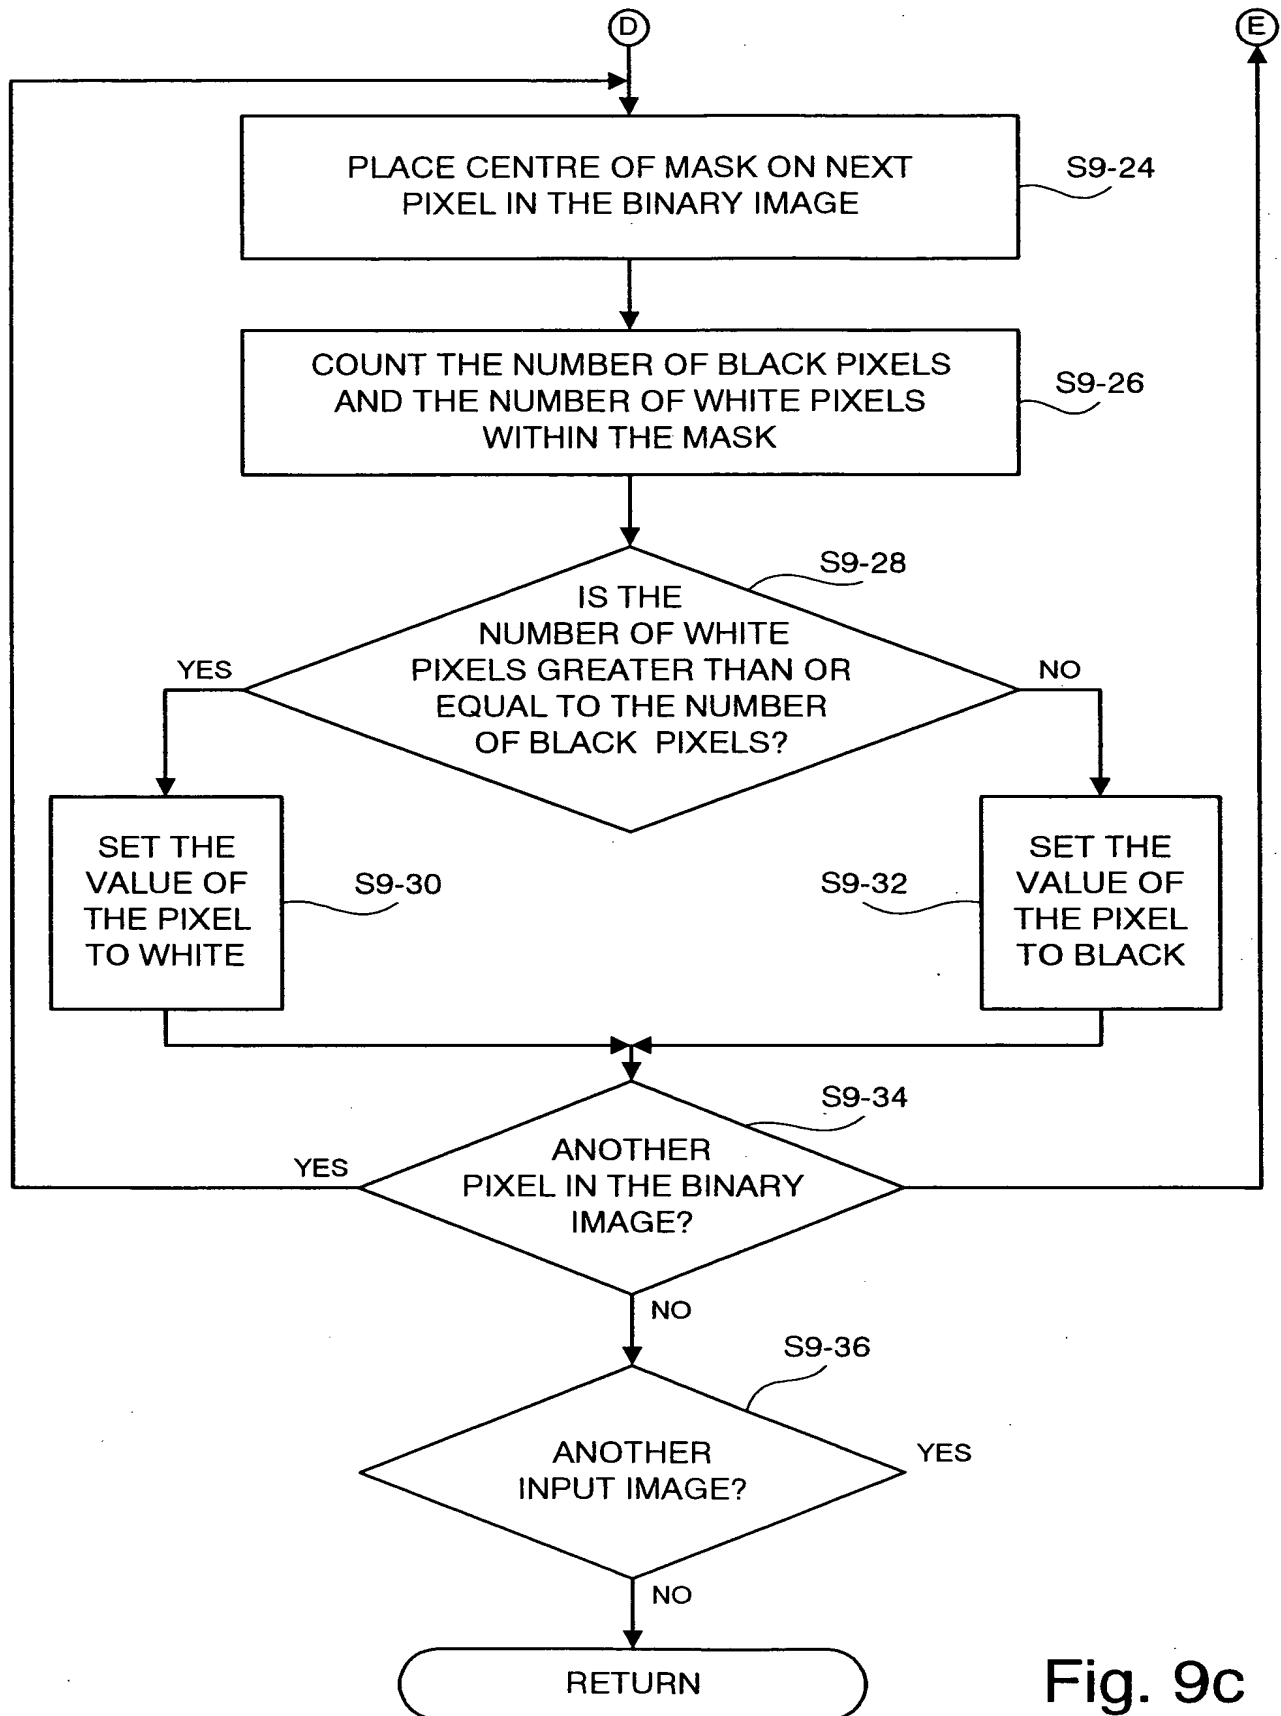 D
E
PLACE CENTRE OF MASK ON NEXT
PIXEL IN THE BINARY IMAGE
S9-24
COUNT THE NUMBER OF BLACK PIXELS
AND THE NUMBER OF WHITE PIXELS
WITHIN THE MASK
S9-26
S9-28
IS THE
NUMBER OF WHITE
PIXELS GREATER THAN OR
EQUAL TO THE NUMBER
OF BLACK PIXELS?
YES
NO
SET THE
VALUE OF
THE PIXEL
TO WHITE
S9-30
S9-32
SET THE
VALUE OF
THE PIXEL
TO BLACK
S9-34
ANOTHER
PIXEL IN THE BINARY
IMAGE?
YES
NO
S9-36
ANOTHER
INPUT IMAGE?
YES
NO
RETURN
Fig. 9c